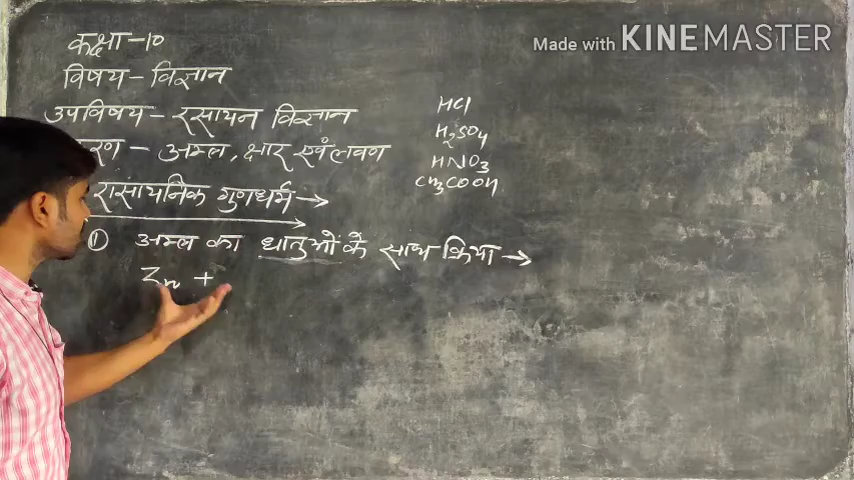 Made with KINEMASTER
कक्षा-10
विषय - विज्ञान
उपविषय - रसायन विज्ञान
रण - अम्ल, क्षार एवं लवण
रासायनिक गुणधर्म →
① अम्ल का धातुओं के साथ क्रिया →
Zn +
HCl
H₂SO₄
HNO₃
CH₃COOH